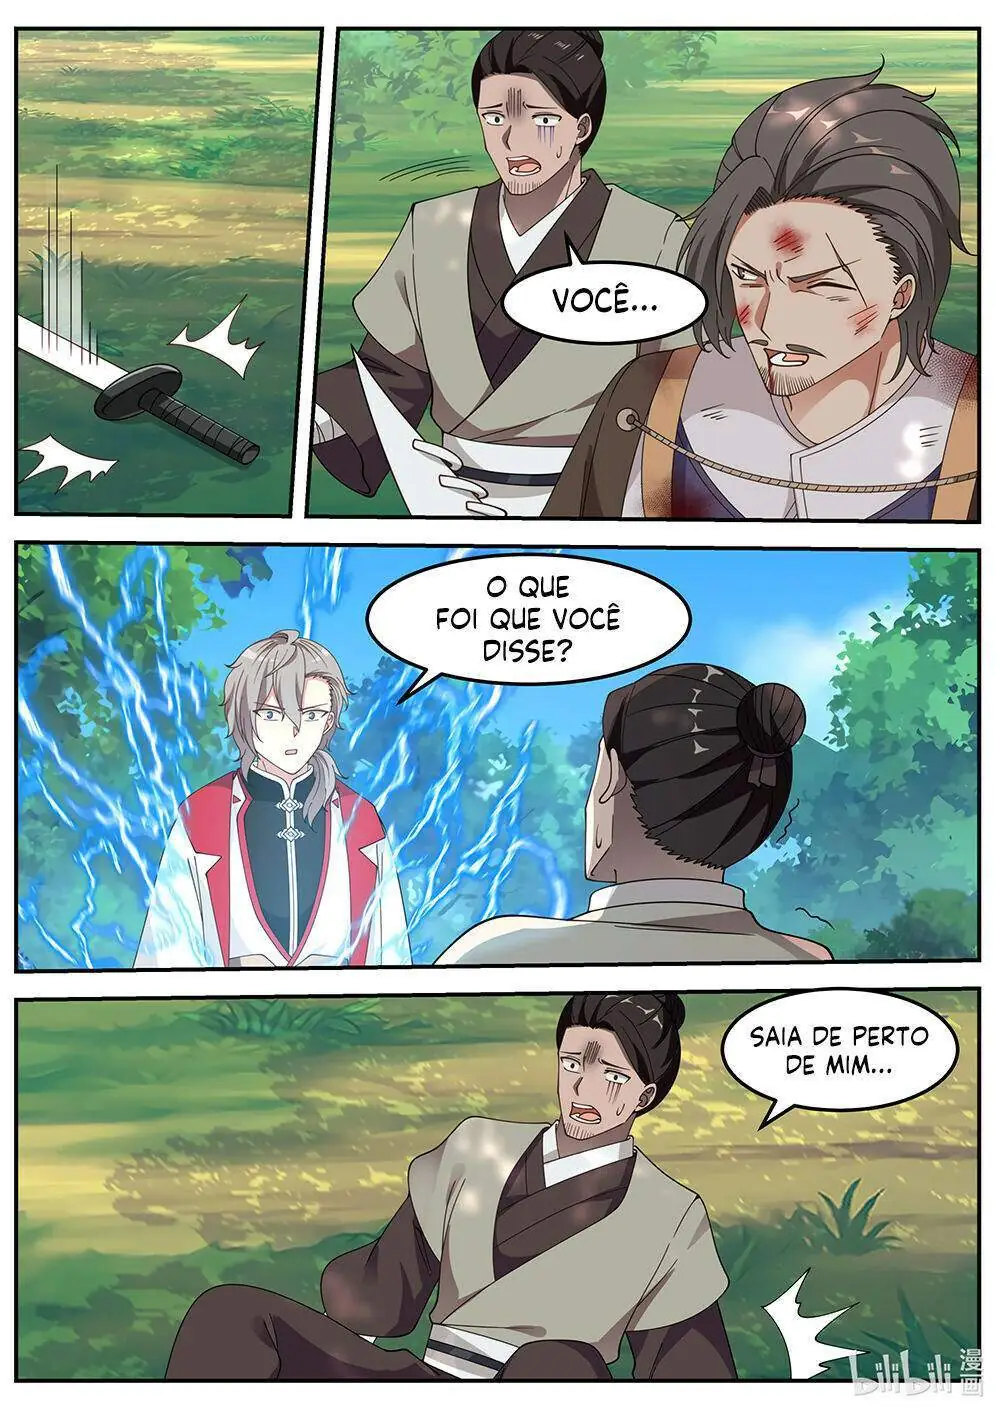 VOCÊ...
O QUE
FOI QUE VOCÊ
DISSE?
SAIA DE PERTO
DE MIM...
bilibili 漫画